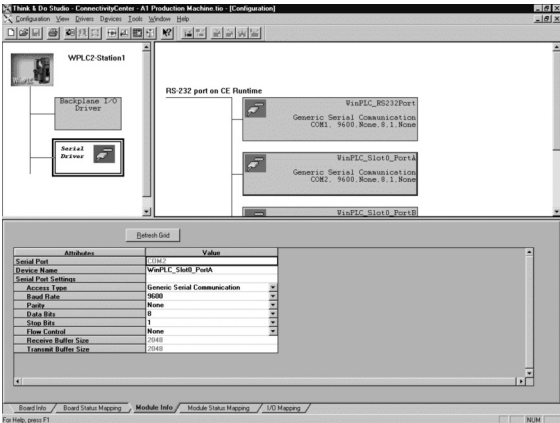 Think & Do Studio - ConnectivityCenter - A1 Production Machine.tio - [Configuration]
Configuration View Drivers Devices Tools Window Help
WPLC2-Station1
WinPLC
Backplane I/O
Driver
Serial
Driver
RS-232 port on CE Runtime
WinPLC_RS232Port
Generic Serial Communication
COM1, 9600,None,8,1,None
WinPLC_Slot0_PortA
Generic Serial Communication
COM2, 9600,None,8,1,None
WinPLC_Slot0_PortB
Refresh Grid
Attributes Value
Serial Port COM2
Device Name WinPLC_Slot0_PortA
Serial Port Settings
Access Type Generic Serial Communication
Baud Rate 9600
Parity None
Data Bits 8
Stop Bits 1
Flow Control None
Receive Buffer Size 2048
Transmit Buffer Size 2048
Board Info Board Status Mapping Module Info Module Status Mapping I/O Mapping
For Help, press F1 NUM